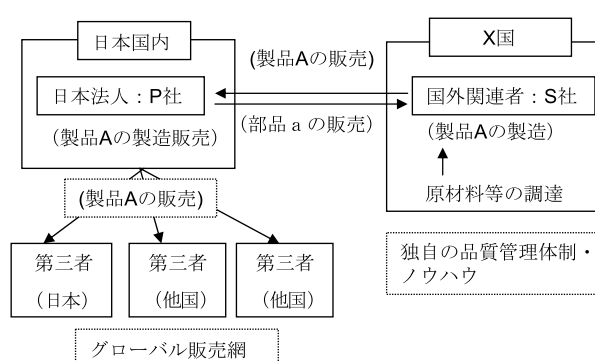 日本国内
X国
(製品Aの販売)
日本法人：P社
国外関連者：S社
(部品ａの販売)
（製品Aの製造販売）
（製品Aの製造）
原材料等の調達
(製品Aの販売)
第三者
（日本）
第三者
（他国）
第三者
（他国）
独自の品質管理体制・
ノウハウ
グローバル販売網